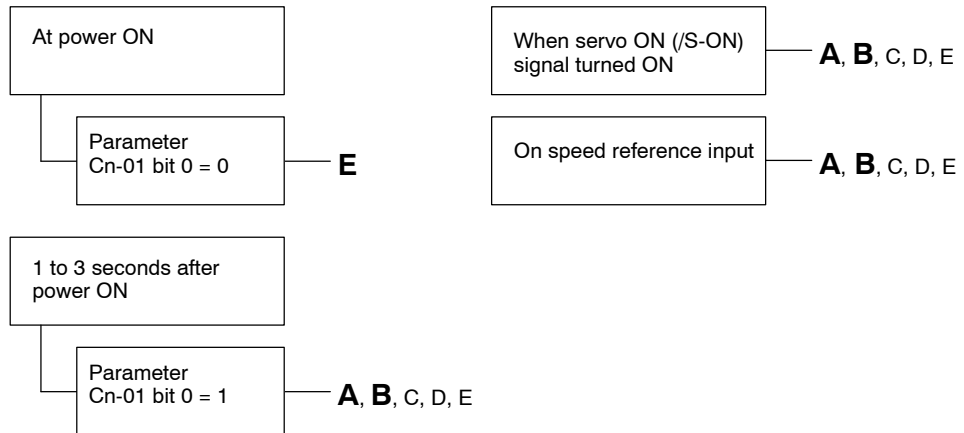 At power ON
Parameter
Cn-01 bit 0 = 0
E
1 to 3 seconds after
power ON
Parameter
Cn-01 bit 0 = 1
A, B, C, D, E
When servo ON (/S-ON)
signal turned ON
A, B, C, D, E
On speed reference input
A, B, C, D, E